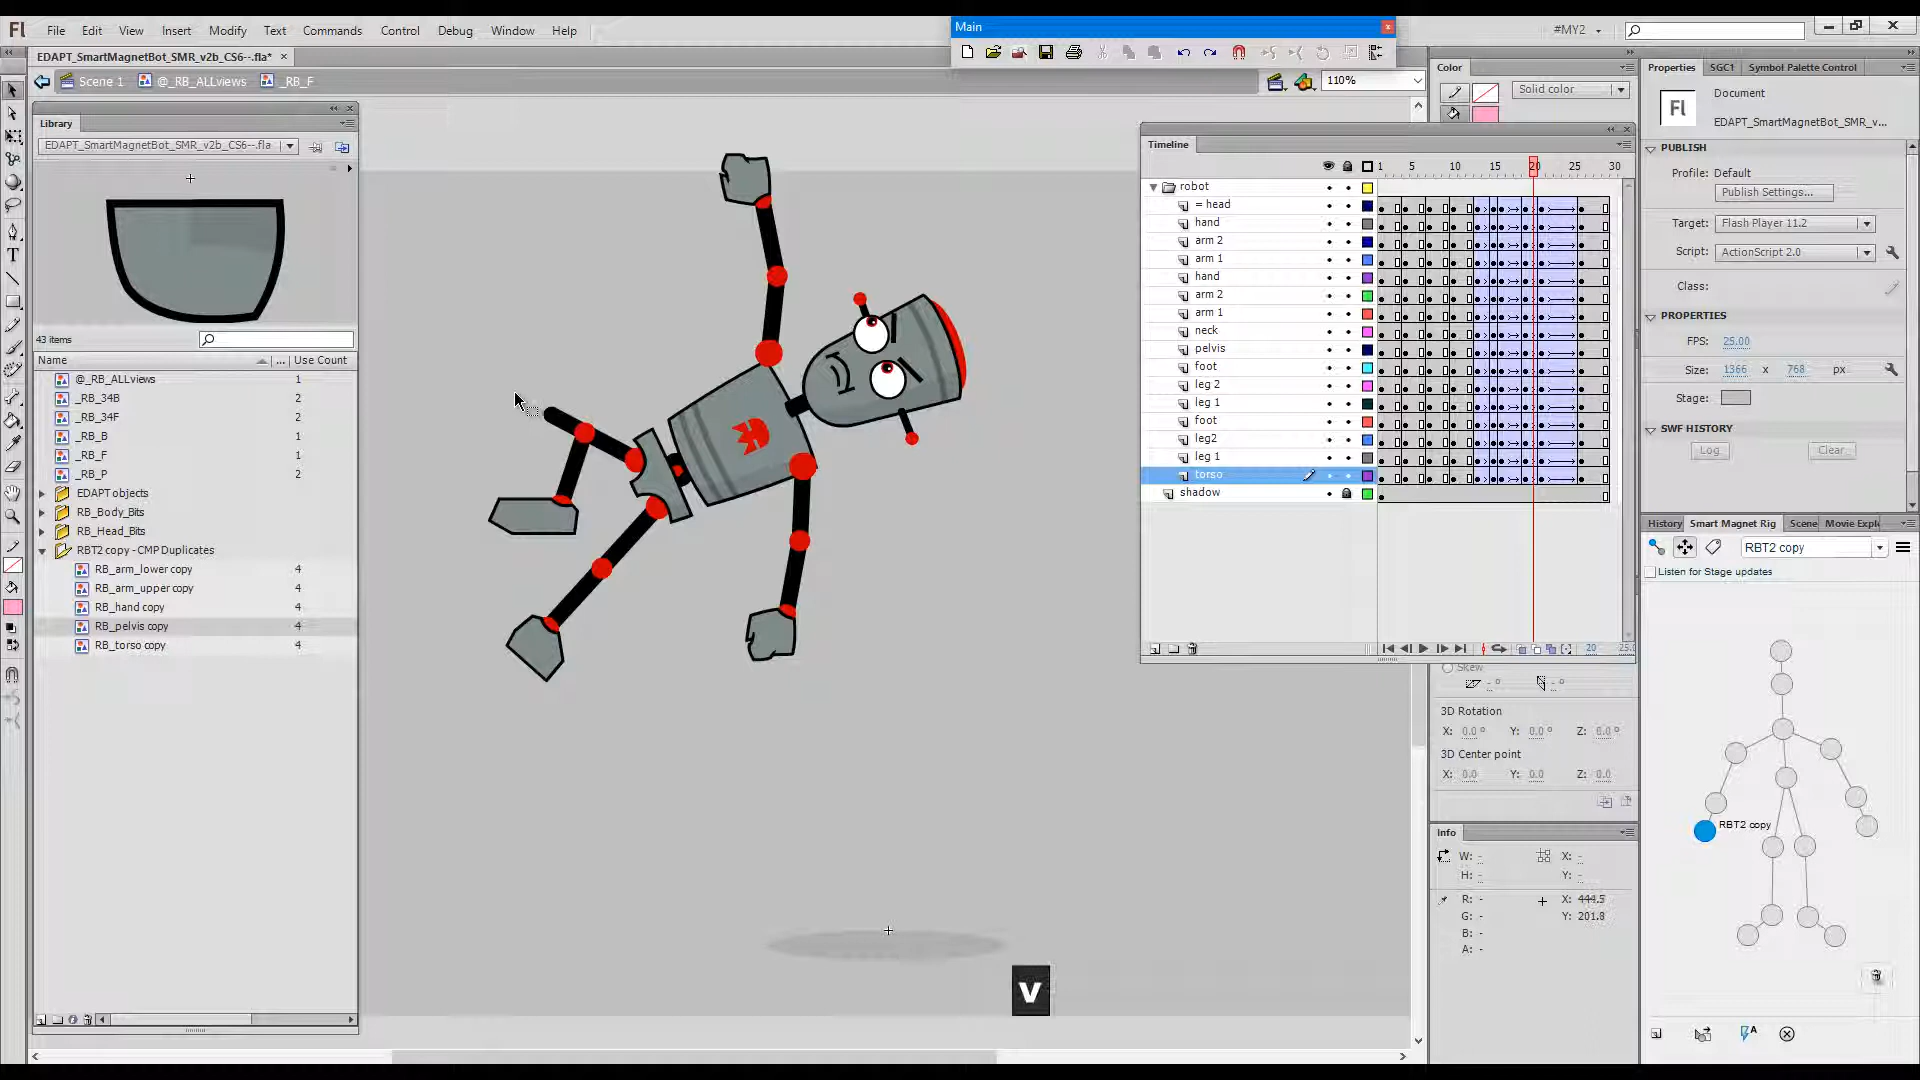 Main
Fl File Edit View Insert Modify Text Commands Control Debug Window Help
#MY2
EDAPT_SmartMagnetBot_SMR_v2b_CS6--.fla*
Scene 1 @_RB_ALLviews _RB_F
110%
Library
EDAPT_SmartMagnetBot_SMR_v2b_CS6--.fla
43 items
Name ... Use Count
@_RB_ALLviews 1
_RB_34B 2
_RB_34F 2
_RB_B 1
_RB_F 1
_RB_P 2
EDAPT objects
RB_Body_Bits
RB_Head_Bits
RBT2 copy - CMP Duplicates
RB_arm_lower copy 4
RB_arm_upper copy 4
RB_hand copy 4
RB_pelvis copy 4
RB_torso copy 4
V
Timeline
1 5 10 15 20 25 30
robot
= head
hand
arm 2
arm 1
hand
arm 2
arm 1
neck
pelvis
foot
leg 2
leg 1
foot
leg2
leg 1
torso
shadow
20
Color
Solid color
Skew
3D Rotation
X: 0.0 ° Y: 0.0 ° Z: 0.0 °
3D Center point
X: 0.0 Y: 0.0 Z: 0.0
Info
W: - X: -
H: - Y: -
R: - X: 444.5
G: - Y: 201.8
B: -
A: -
Properties SGC1 Symbol Palette Control
Fl
Document
EDAPT_SmartMagnetBot_SMR_v...
PUBLISH
Profile: Default
Publish Settings...
Target: Flash Player 11.2
Script: ActionScript 2.0
Class:
PROPERTIES
FPS: 25.00
Size: 1366 x 768 px
Stage:
SWF HISTORY
Log Clear
History Smart Magnet Rig Scene Movie Expl
RBT2 copy
Listen for Stage updates
RBT2 copy